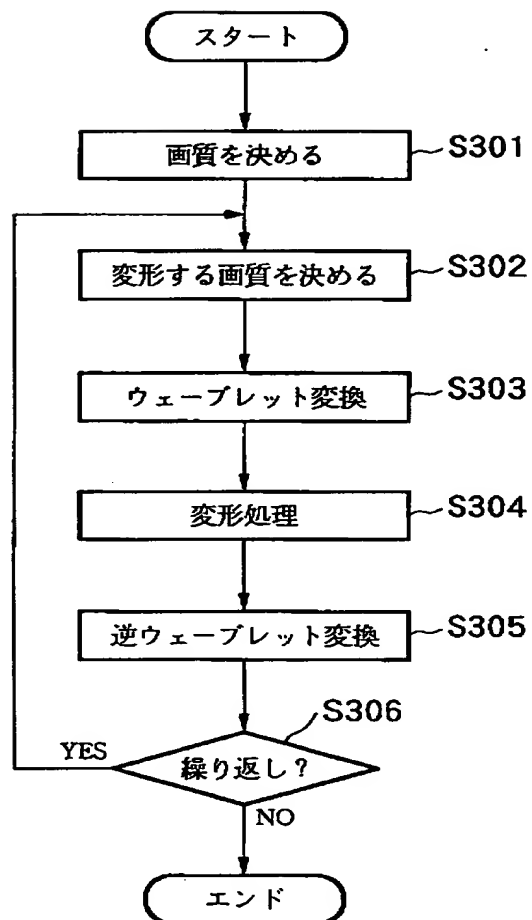 スタート
画質を決める
S301
変形する画質を決める
S302
ウェーブレット変換
S303
変形処理
S304
逆ウェーブレット変換
S305
S306
YES
繰り返し？
NO
エンド